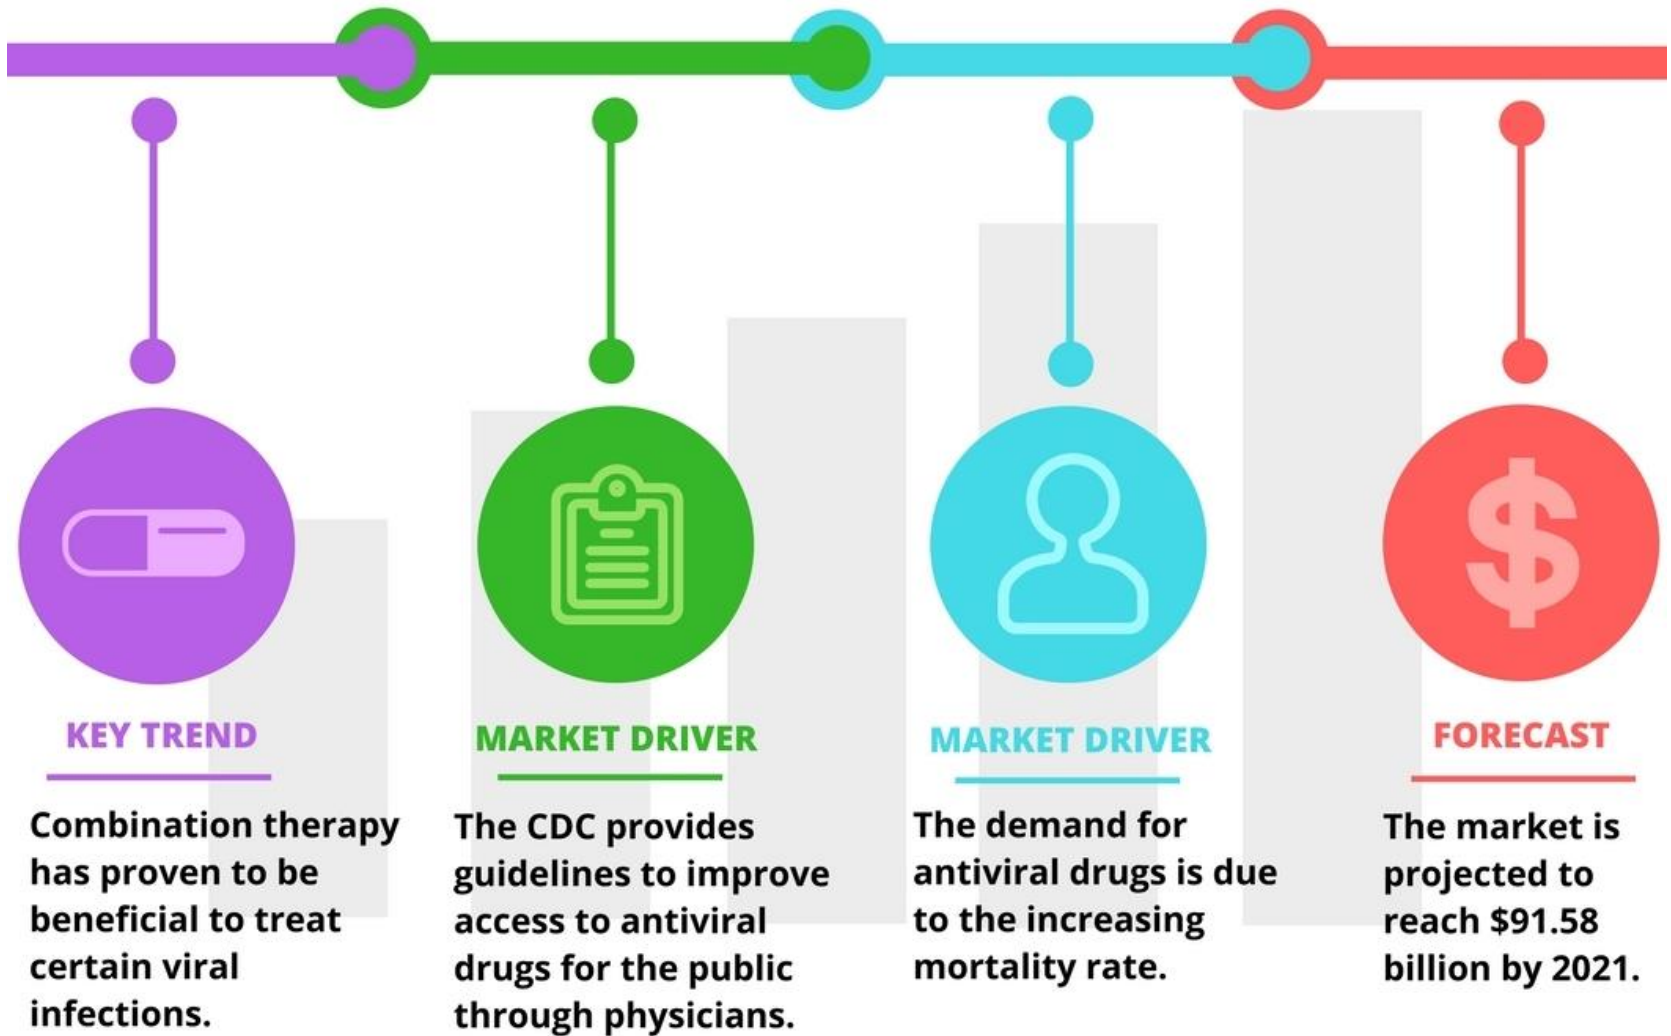 KEY TREND
Combination therapy
has proven to be
beneficial to treat
certain viral
infections.
MARKET DRIVER
The CDC provides
guidelines to improve
access to antiviral
drugs for the public
through physicians.
MARKET DRIVER
The demand for
antiviral drugs is due
to the increasing
mortality rate.
$
FORECAST
The market is
projected to
reach $91.58
billion by 2021.